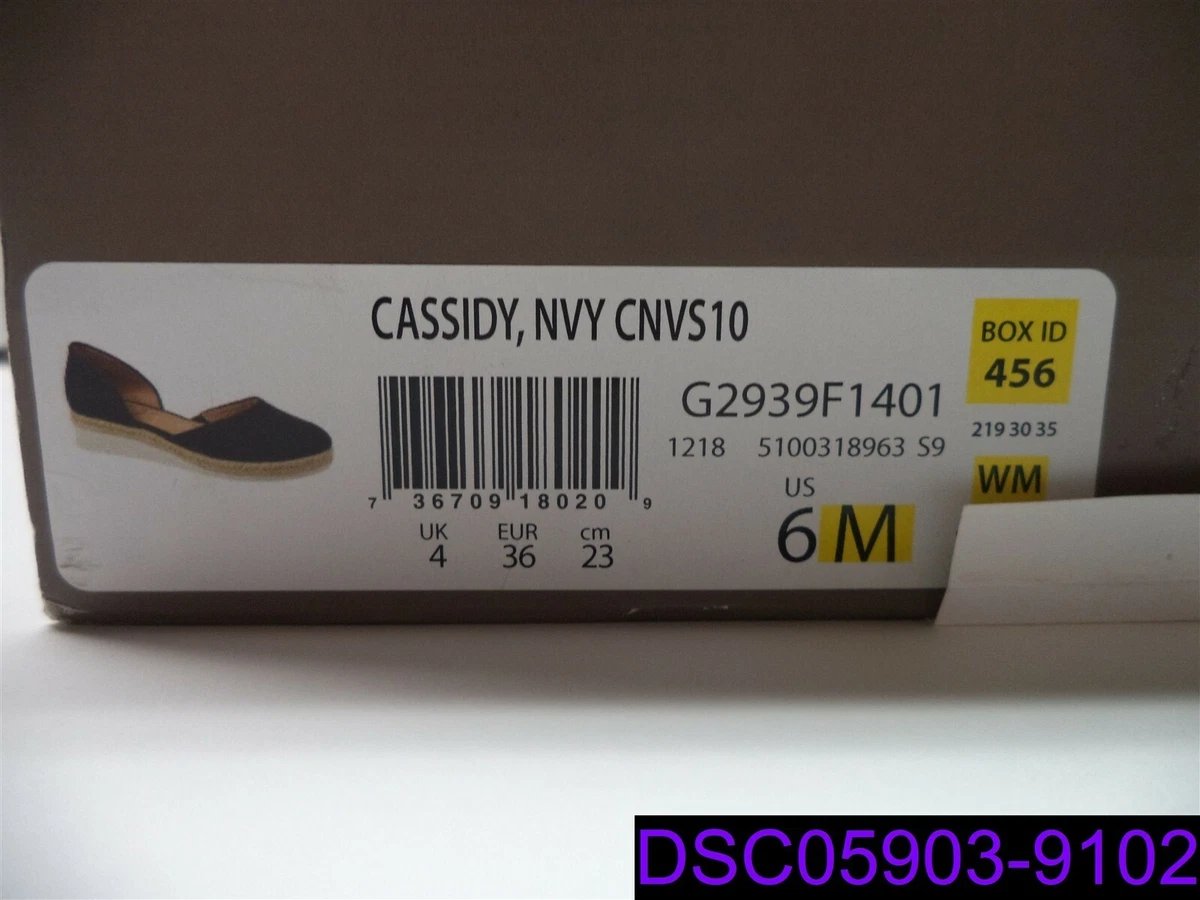 CASSIDY, NVY CNVS10
BOX ID
456
G2939F1401
219 30 35
1218 5100318963 S9
WM
US
6 M
7 36709 18020 9
UK EUR cm
4 36 23
DSC05903-9102